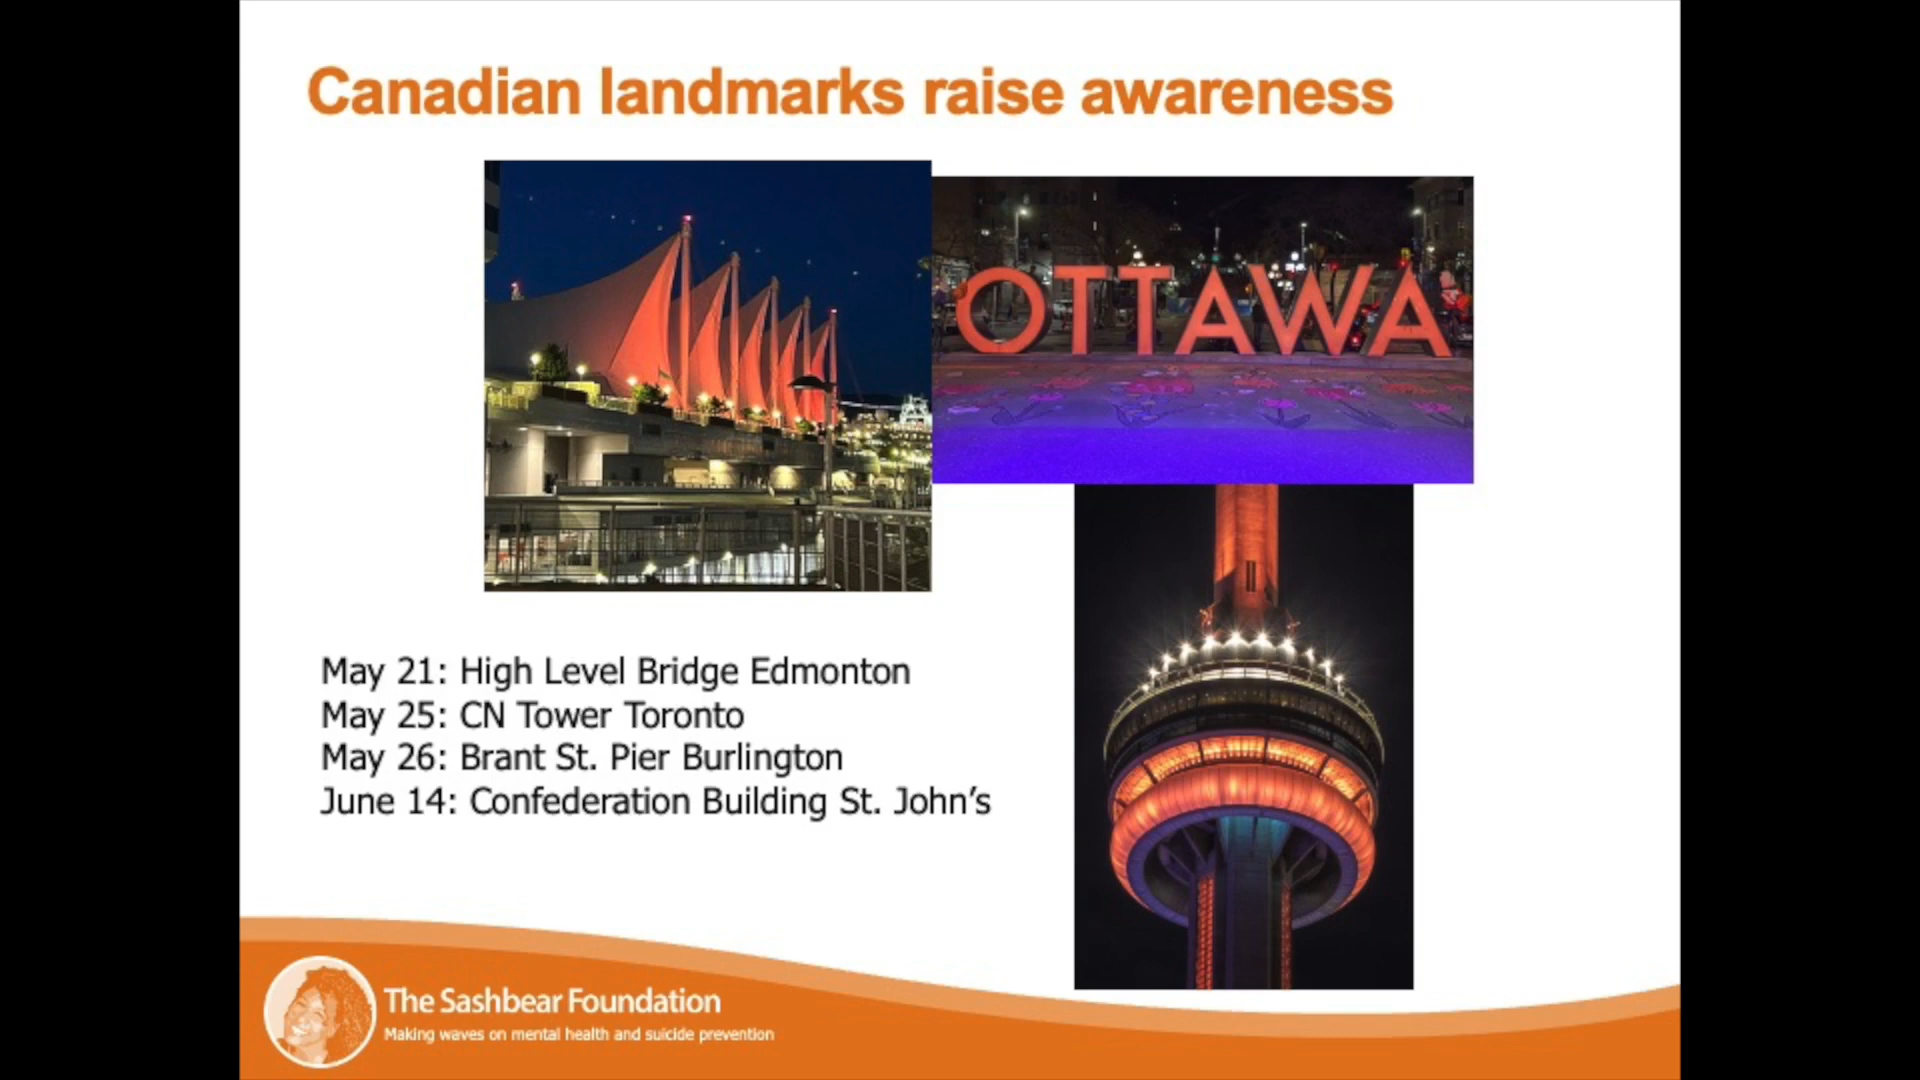 Canadian landmarks raise awareness
OTTAWA
May 21: High Level Bridge Edmonton
May 25: CN Tower Toronto
May 26: Brant St. Pier Burlington
June 14: Confederation Building St. John’s
The Sashbear Foundation
Making waves on mental health and suicide prevention